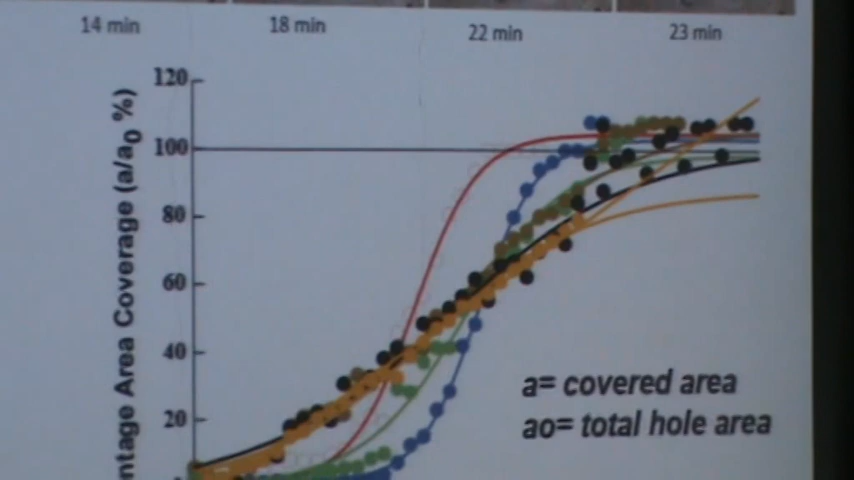 14 min 18 min 22 min 23 min
120
100
80
60
40
20
ntage Area Coverage (a/a0 %)
a= covered area
ao= total hole area